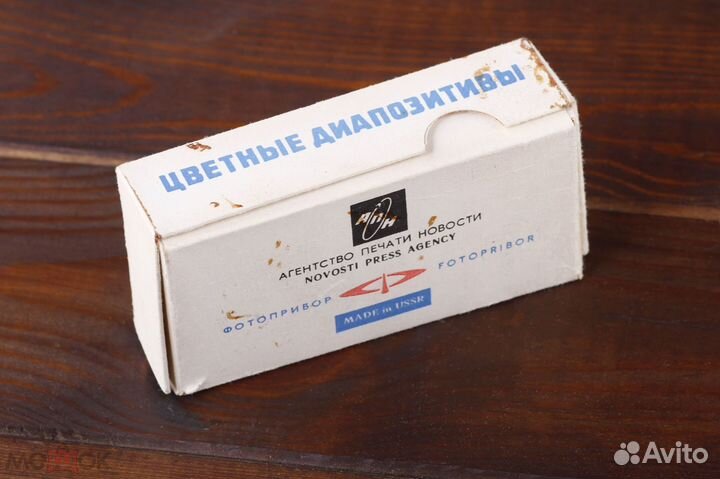 ЦВЕТНЫЕ ДИАПОЗИТИВЫ
АПН
АГЕНТСТВО ПЕЧАТИ НОВОСТИ
NOVOSTI PRESS AGENCY
ФОТОПРИБОР FOTOPRIBOR
MADE in USSR
Avito